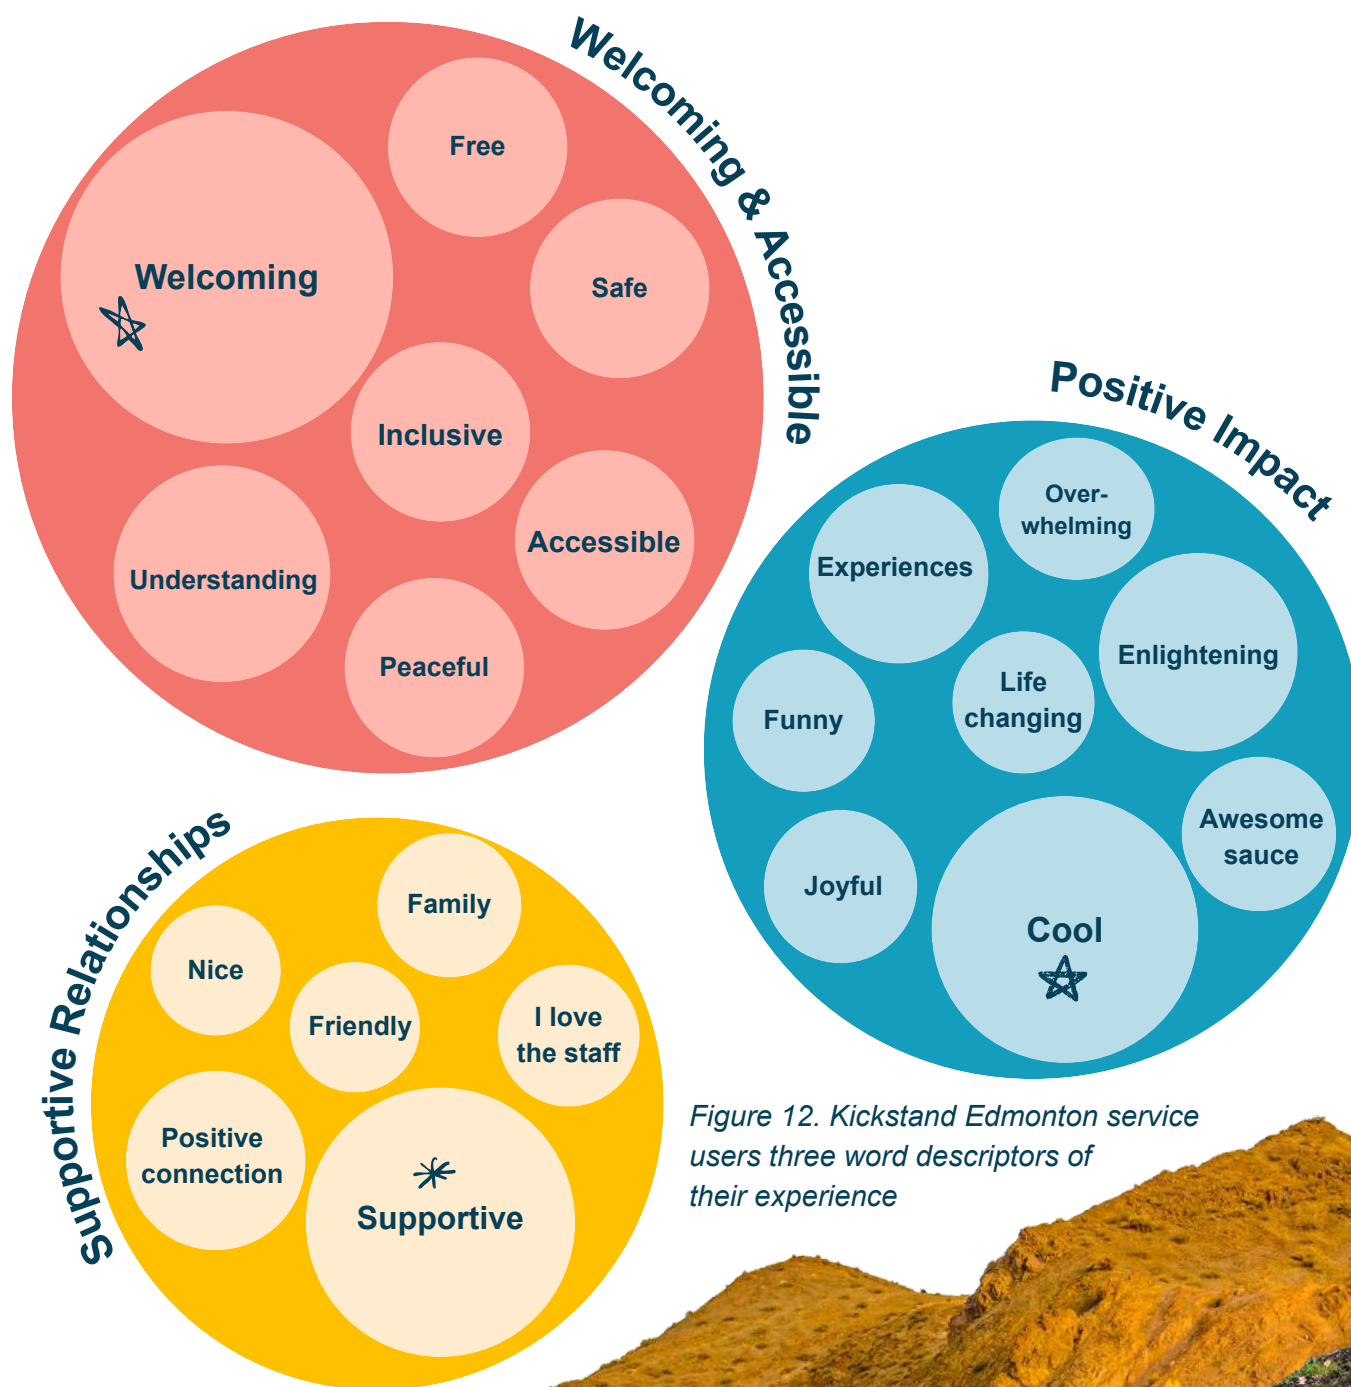 Welcoming & Accessible
Free
Welcoming
Safe
Inclusive
Accessible
Understanding
Peaceful
Positive Impact
Over-
whelming
Experiences
Enlightening
Life
changing
Funny
Awesome
sauce
Joyful
Cool
Supportive Relationships
Family
Nice
Friendly
I love
the staff
Positive
connection
Supportive
Figure 12. Kickstand Edmonton service
users three word descriptors of
their experience